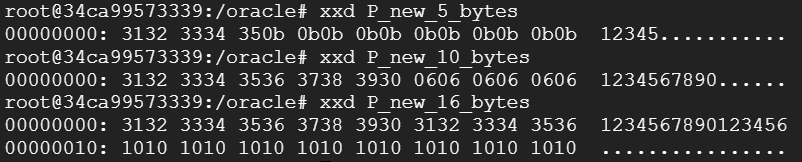 root@34ca99573339:/oracle# xxd P_new_5_bytes
00000000: 3132 3334 350b 0b0b 0b0b 0b0b 0b0b 0b0b  12345...........
root@34ca99573339:/oracle# xxd P_new_10_bytes
00000000: 3132 3334 3536 3738 3930 0606 0606 0606  1234567890......
root@34ca99573339:/oracle# xxd P_new_16_bytes
00000000: 3132 3334 3536 3738 3930 3132 3334 3536  1234567890123456
00000010: 1010 1010 1010 1010 1010 1010 1010 1010  ................